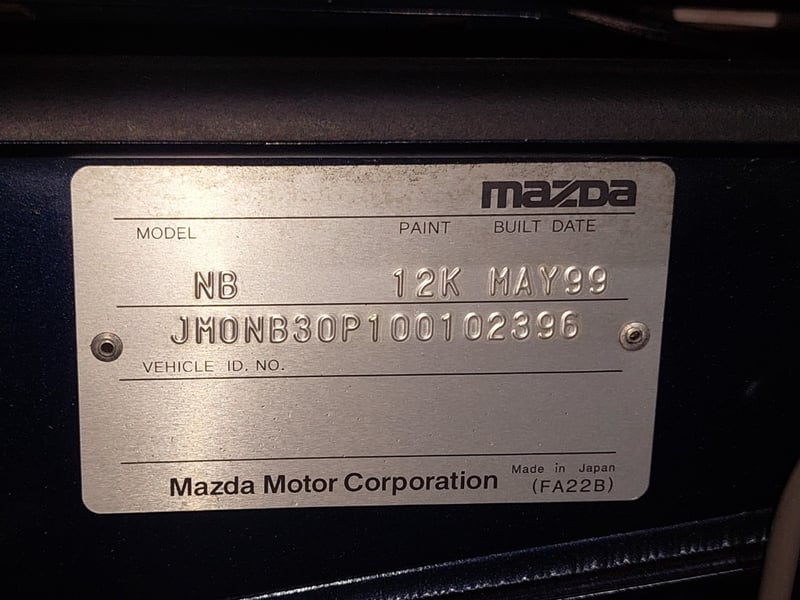 mazda
MODEL PAINT BUILT DATE
NB 12K MAY99
JM0NB30P100102396
VEHICLE ID. NO.
Made in Japan
Mazda Motor Corporation (FA22B)